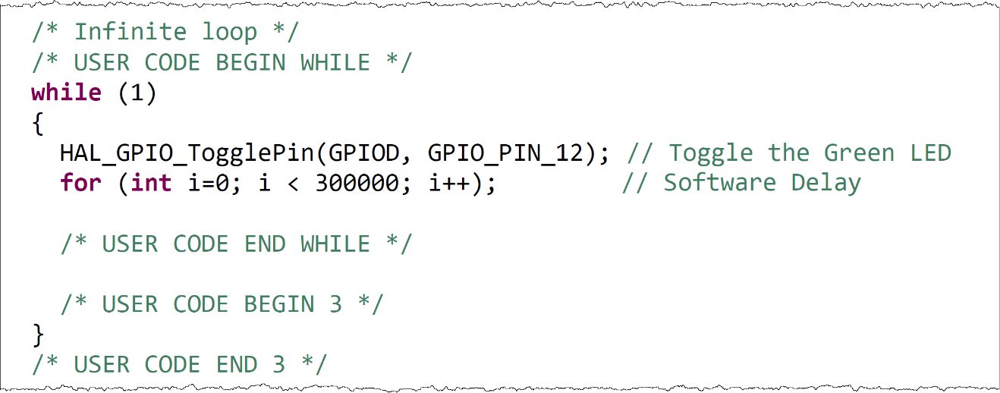 /* Infinite loop */
/* USER CODE BEGIN WHILE */
while (1)
{
HAL_GPIO_TogglePin(GPIOD, GPIO_PIN_12); // Toggle the Green LED
for (int i=0; i < 300000; i++); // Software Delay
/* USER CODE END WHILE */
/* USER CODE BEGIN 3 */
}
/* USER CODE END 3 */